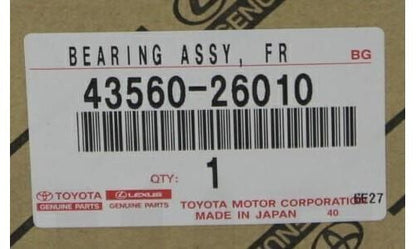 BEARING ASSY, FR BG
43560-26010
QTY: 1
TOYOTA LEXUS
GENUINE PARTS GENUINE PARTS
TOYOTA MOTOR CORPORATION
MADE IN JAPAN 40